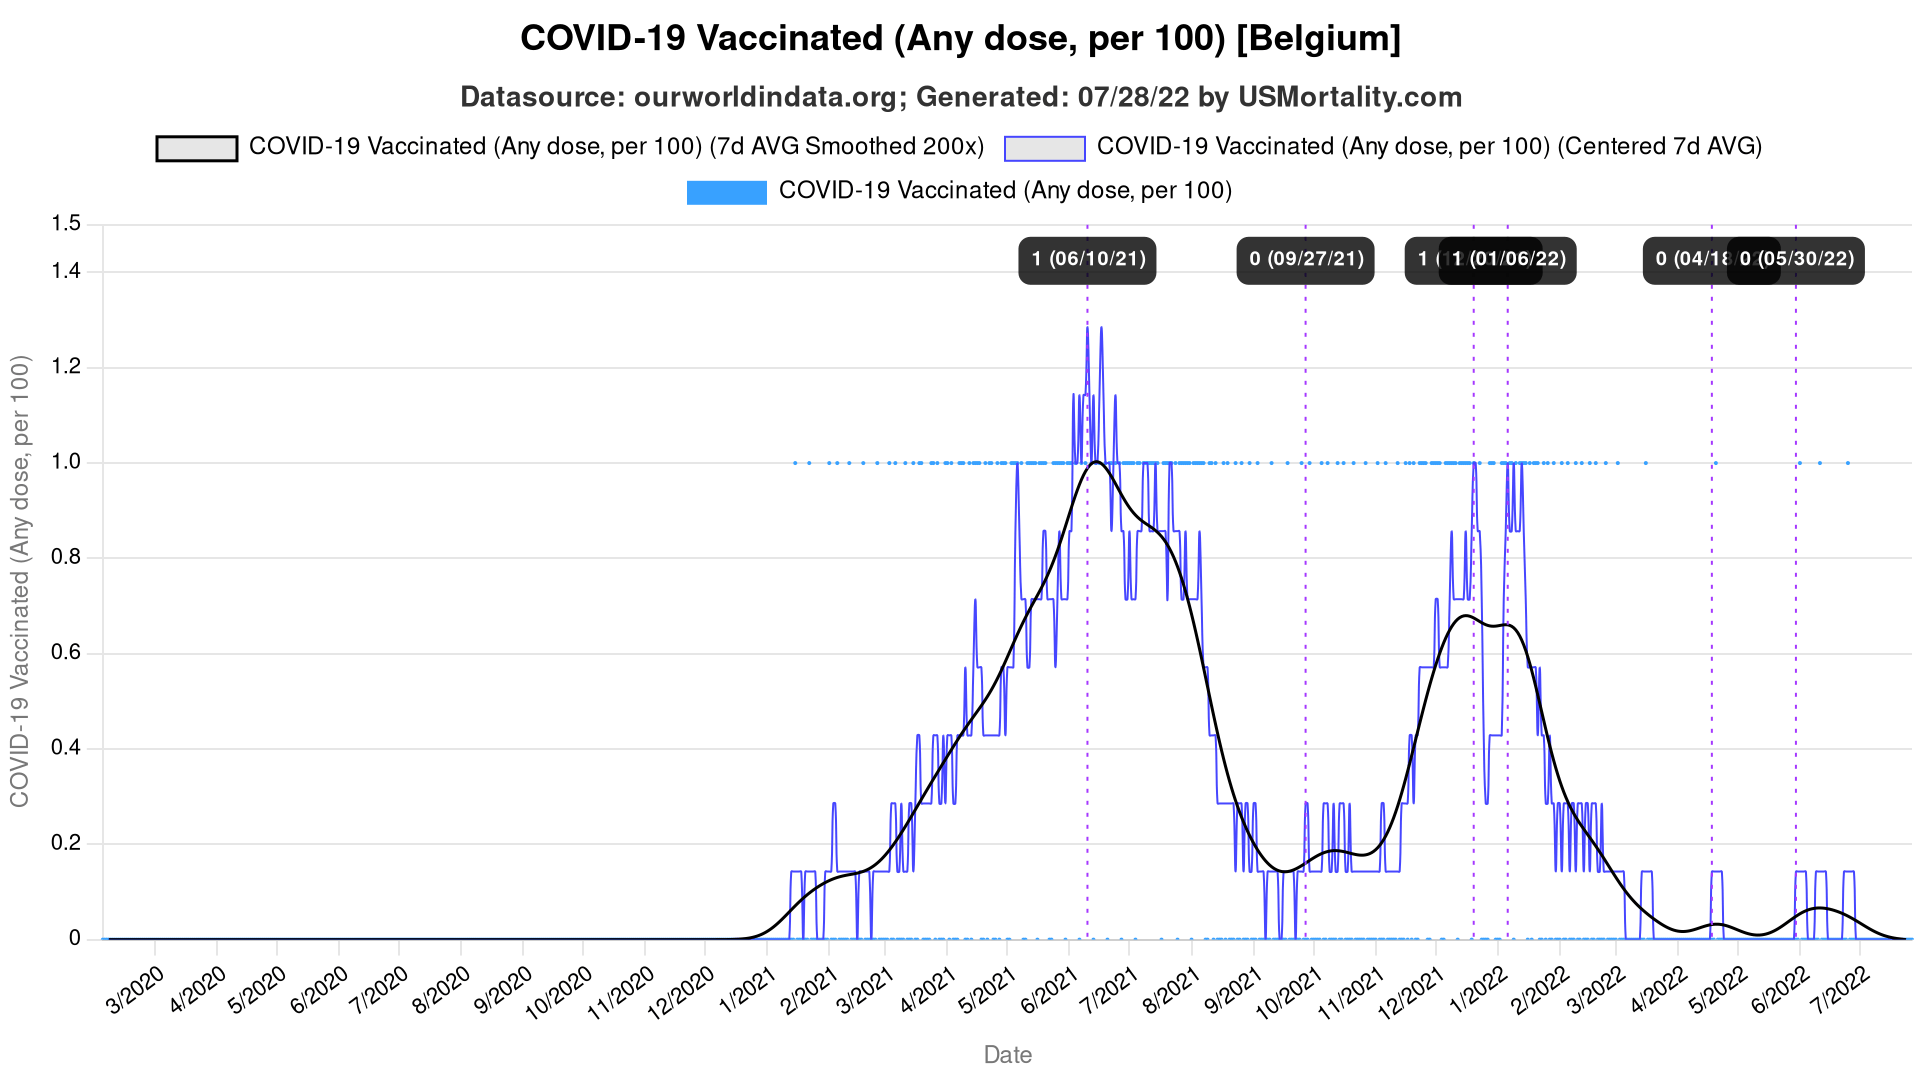 COVID-19 Vaccinated (Any dose, per 100) [Belgium]
Datasource: ourworldindata.org; Generated: 07/28/22 by USMortality.com
COVID-19 Vaccinated (Any dose, per 100) (7d AVG Smoothed 200x) COVID-19 Vaccinated (Any dose, per 100) (Centered 7d AVG)
COVID-19 Vaccinated (Any dose, per 100)
1.5
1 (06/10/21) 0 (09/27/21) 1 ( 1 (01/06/22) 0 (04/18 0 (05/30/22)
1.4
1.2
1.0
0.8
0.6
0.4
0.2
0
COVID-19 Vaccinated (Any dose, per 100)
3/2020 4/2020 5/2020 6/2020 7/2020 8/2020 9/2020 10/2020 11/2020 12/2020 1/2021 2/2021 3/2021 4/2021 5/2021 6/2021 7/2021 8/2021 9/2021 10/2021 11/2021 12/2021 1/2022 2/2022 3/2022 4/2022 5/2022 6/2022 7/2022
Date